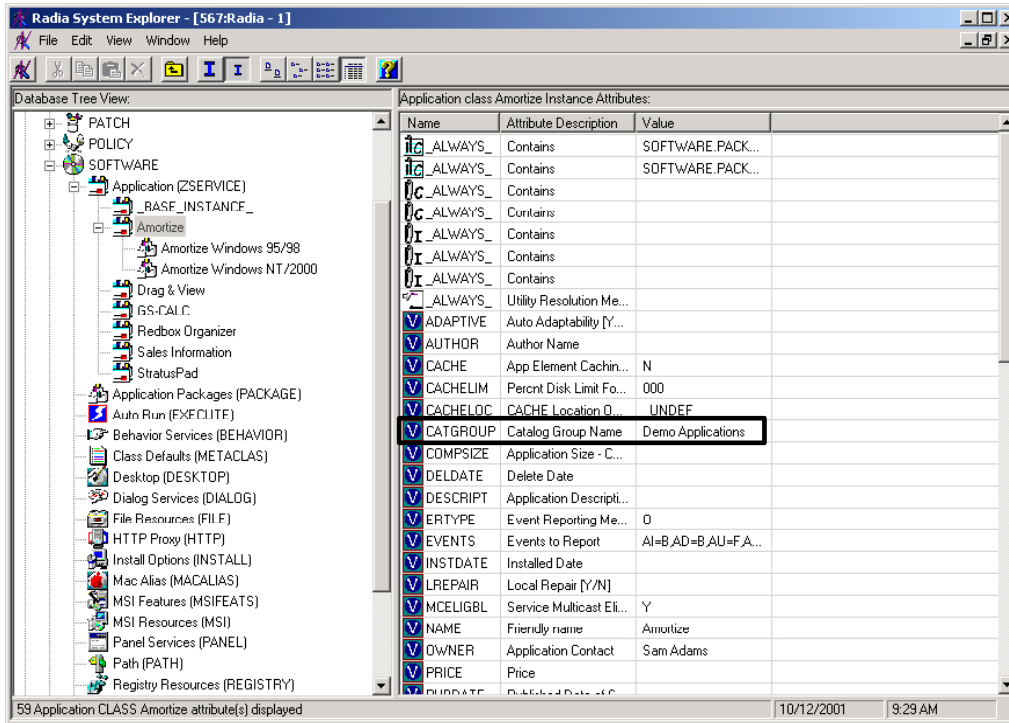 Radia System Explorer - [567:Radia - 1]
File Edit View Window Help
Database Tree View:
PATCH
POLICY
SOFTWARE
Application (ZSERVICE)
_BASE_INSTANCE_
Amortize
Amortize Windows 95/98
Amortize Windows NT/2000
Drag & View
GS-CALC
Redbox Organizer
Sales Information
StratusPad
Application Packages (PACKAGE)
Auto Run (EXECUTE)
Behavior Services (BEHAVIOR)
Class Defaults (METACLAS)
Desktop (DESKTOP)
Dialog Services (DIALOG)
File Resources (FILE)
HTTP Proxy (HTTP)
Install Options (INSTALL)
Mac Alias (MACALIAS)
MSI Features (MSIFEATS)
MSI Resources (MSI)
Panel Services (PANEL)
Path (PATH)
Registry Resources (REGISTRY)
Application class Amortize Instance Attributes:
Name Attribute Description Value
_ALWAYS_ Contains SOFTWARE.PACK...
_ALWAYS_ Contains SOFTWARE.PACK...
_ALWAYS_ Contains
_ALWAYS_ Contains
_ALWAYS_ Contains
_ALWAYS_ Contains
_ALWAYS_ Contains
_ALWAYS_ Utility Resolution Me...
V ADAPTIVE Auto Adaptability [Y...
V AUTHOR Author Name
V CACHE App Element Cachin... N
V CACHELIM Percnt Disk Limit Fo... 000
V CACHELOC CACHE Location O... _UNDEF_
V CATGROUP Catalog Group Name Demo Applications
V COMPSIZE Application Size - C...
V DELDATE Delete Date
V DESCRIPT Application Descripti...
V ERTYPE Event Reporting Me... O
V EVENTS Events to Report AI=B,AD=B,AU=F,A...
V INSTDATE Installed Date
V LREPAIR Local Repair [Y/N]
V MCELIGBL Service Multicast Eli... Y
V NAME Friendly name Amortize
V OWNER Application Contact Sam Adams
V PRICE Price
59 Application CLASS Amortize attribute(s) displayed 10/12/2001 9:29 AM